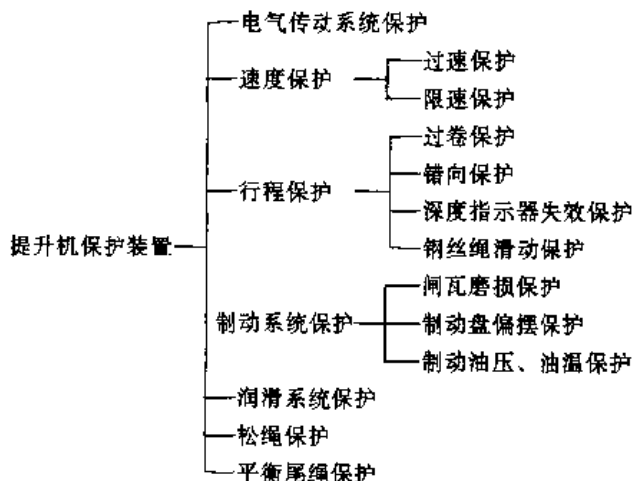 电气传动系统保护
速度保护
过速保护
限速保护
行程保护
过卷保护
错向保护
深度指示器失效保护
钢丝绳滑动保护
提升机保护装置
制动系统保护
闸瓦磨损保护
制动盘偏摆保护
制动油压、油温保护
润滑系统保护
松绳保护
平衡尾绳保护